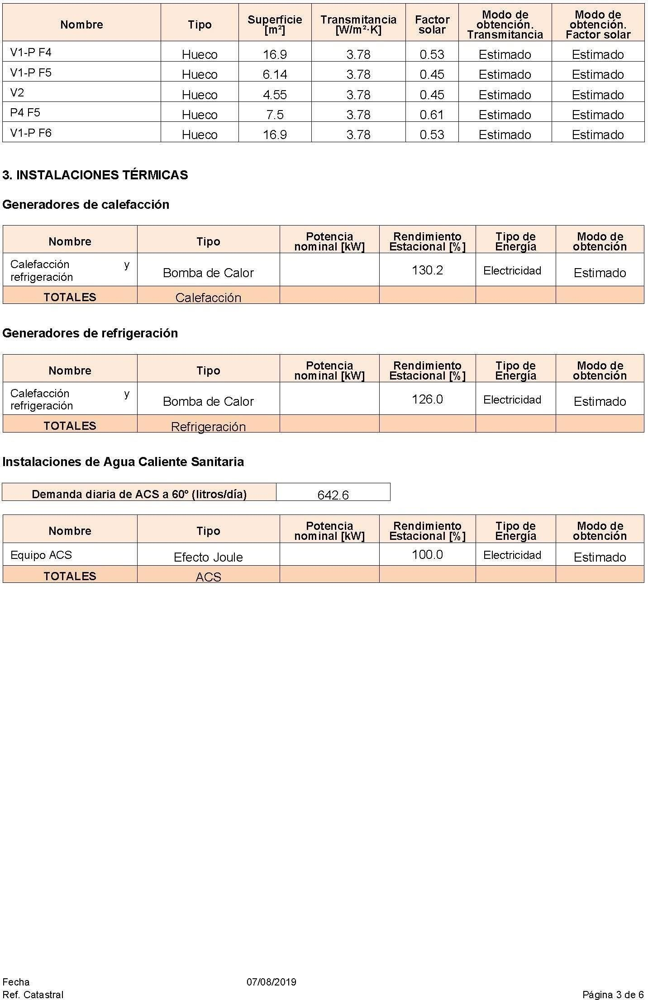 Nombre Tipo Superficie [m²] Transmitancia [W/m²·K] Factor solar Modo de obtención. Transmitancia Modo de obtención. Factor solar
V1-P F4 Hueco 16.9 3.78 0.53 Estimado Estimado
V1-P F5 Hueco 6.14 3.78 0.45 Estimado Estimado
V2 Hueco 4.55 3.78 0.45 Estimado Estimado
P4 F5 Hueco 7.5 3.78 0.61 Estimado Estimado
V1-P F6 Hueco 16.9 3.78 0.53 Estimado Estimado
3. INSTALACIONES TÉRMICAS
Generadores de calefacción
Nombre Tipo Potencia nominal [kW] Rendimiento Estacional [%] Tipo de Energía Modo de obtención
Calefacción y refrigeración Bomba de Calor 130.2 Electricidad Estimado
TOTALES Calefacción
Generadores de refrigeración
Nombre Tipo Potencia nominal [kW] Rendimiento Estacional [%] Tipo de Energía Modo de obtención
Calefacción y refrigeración Bomba de Calor 126.0 Electricidad Estimado
TOTALES Refrigeración
Instalaciones de Agua Caliente Sanitaria
Demanda diaria de ACS a 60° (litros/día) 642.6
Nombre Tipo Potencia nominal [kW] Rendimiento Estacional [%] Tipo de Energía Modo de obtención
Equipo ACS Efecto Joule 100.0 Electricidad Estimado
TOTALES ACS
Fecha 07/08/2019
Ref. Catastral Página 3 de 6